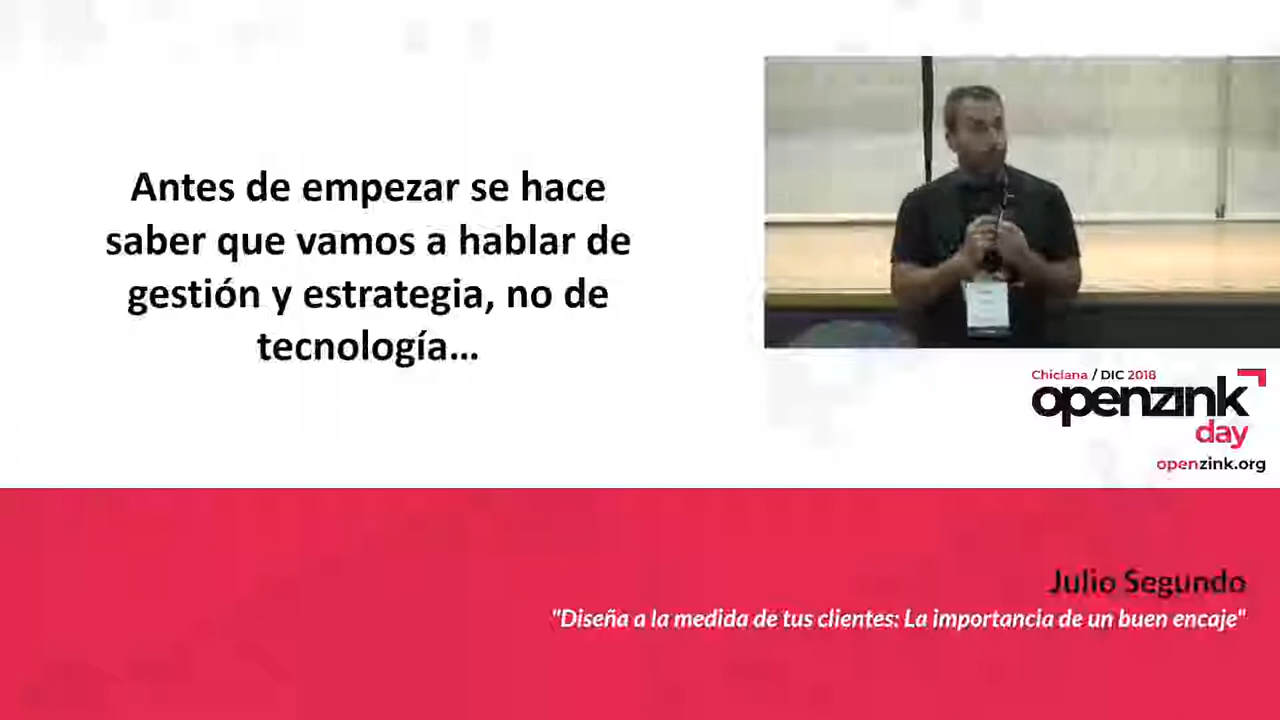 Antes de empezar se hace
saber que vamos a hablar de
gestión y estrategia, no de
tecnología...
Chiclana / DIC 2018
openzink
day
openzink.org
Julio Segundo
"Diseña a la medida de tus clientes: La importancia de un buen encaje"